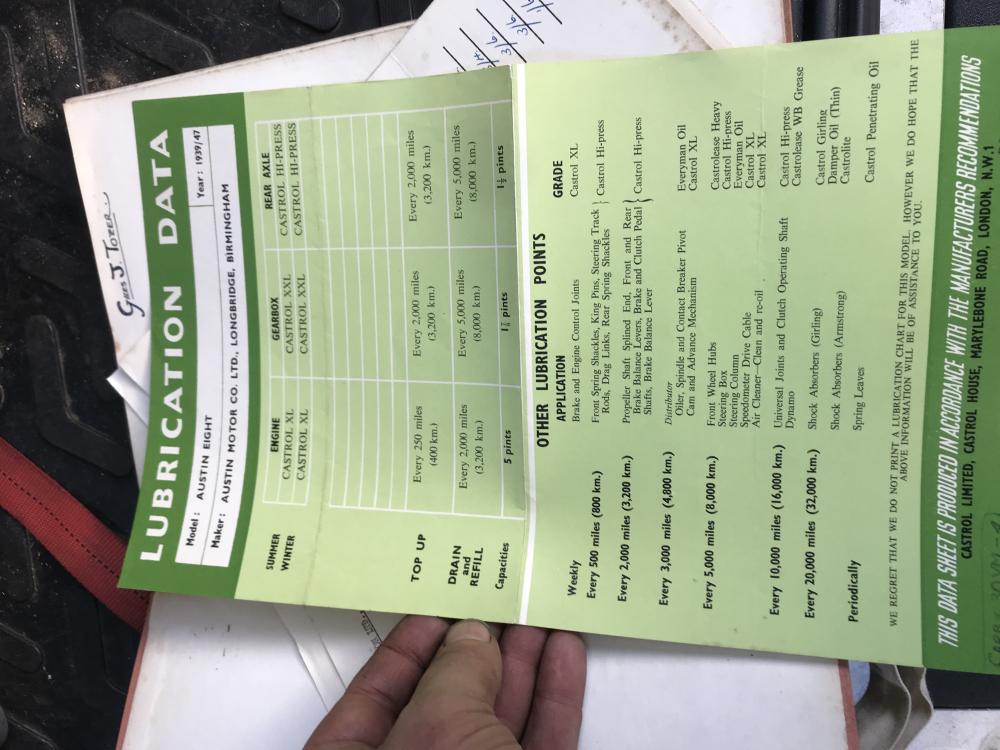 Gues J. Tozer
3/6.
3/6
LUBRICATION DATA
Model : AUSTIN EIGHT Year : 1939/47
Maker : AUSTIN MOTOR CO. LTD., LONGBRIDGE, BIRMINGHAM
ENGINE GEARBOX REAR AXLE
SUMMER CASTROL XL CASTROL XXL CASTROL HI-PRESS
WINTER CASTROL XL CASTROL XXL CASTROL HI-PRESS
TOP UP Every 250 miles Every 2,000 miles Every 2,000 miles
(400 km.) (3,200 km.) (3,200 km.)
DRAIN and REFILL Every 2,000 miles Every 5,000 miles Every 5,000 miles
(3,200 km.) (8,000 km.) (8,000 km.)
Capacities 5 pints pints pints
OTHER LUBRICATION POINTS
APPLICATION GRADE
Weekly Brake and Engine Control Joints Castrol XL
Every 500 miles (800 km.) Front Spring Shackles, King Pins, Steering Track
Rods, Drag Links, Rear Spring Shackles } Castrol Hi-press
Every 2,000 miles (3,200 km.) Propeller Shaft Splined End, Front and Rear
Brake Balance Levers, Brake and Clutch Pedal
Shafts, Brake Balance Lever } Castrol Hi-press
Every 3,000 miles (4,800 km.) Distributor
Oiler, Spindle and Contact Breaker Pivot Everyman Oil
Cam and Advance Mechanism Castrol XL
Every 5,000 miles (8,000 km.) Front Wheel Hubs Castrolease Heavy
Steering Box Castrol Hi-press
Steering Column Everyman Oil
Speedometer Drive Cable Castrol XL
Air Cleaner—Clean and re-oil Castrol XL
Every 10,000 miles (16,000 km.) Universal Joints and Clutch Operating Shaft Castrol Hi-press
Dynamo Castrolease WB Grease
Every 20,000 miles (32,000 km.) Shock Absorbers (Girling) Castrol Girling
Damper Oil (Thin)
Shock Absorbers (Armstrong) Castrolite
Periodically Spring Leaves Castrol Penetrating Oil
WE REGRET THAT WE DO NOT PRINT A LUBRICATION CHART FOR THIS MODEL. HOWEVER WE DO HOPE THAT THE
ABOVE INFORMATION WILL BE OF ASSISTANCE TO YOU.
THIS DATA SHEET IS PRODUCED IN ACCORDANCE WITH THE MANUFACTURERS RECOMMENDATIONS
CASTROL LIMITED, CASTROL HOUSE, MARYLEBONE ROAD, LONDON, N.W.1